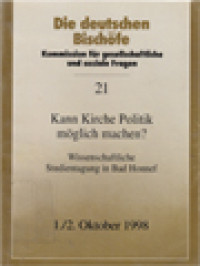 Die deutschen
Bischöfe
Kommission für gesellschaftliche
und soziale Fragen
21
Kann Kirche Politik
möglich machen?
Wissenschaftliche
Studientagung in Bad Honnef
1./2. Oktober 1998